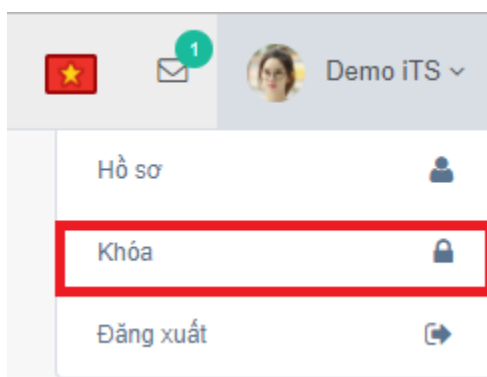 1
Demo iTS
Hồ sơ
Khóa
Đăng xuất